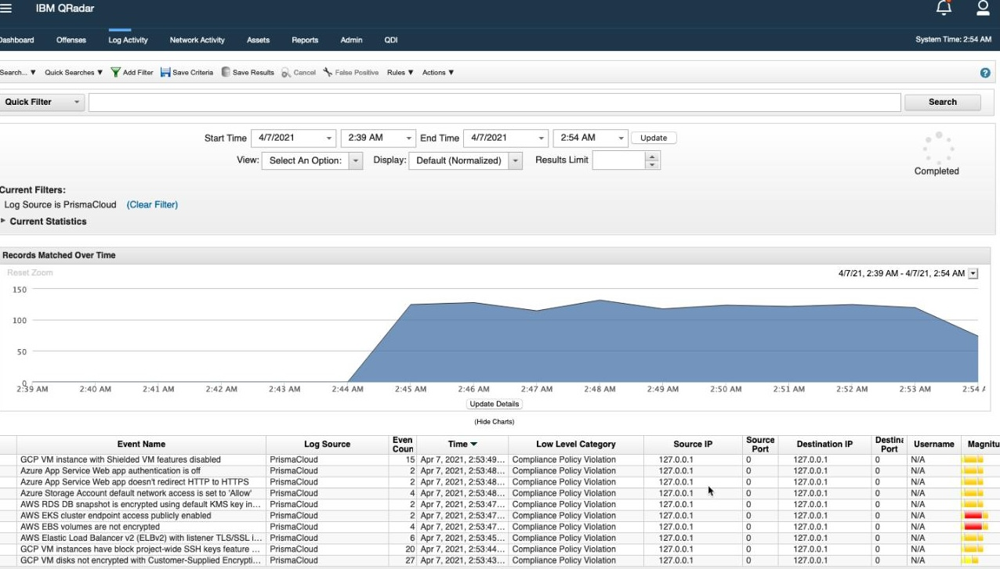 IBM QRadar
Dashboard Offenses Log Activity Network Activity Assets Reports Admin QDI System Time: 2:54 AM
Search... Quick Searches Add Filter Save Criteria Save Results Cancel False Positive Rules Actions ?
Quick Filter Search
Start Time 4/7/2021 2:39 AM End Time 4/7/2021 2:54 AM Update
View: Select An Option: Display: Default (Normalized) Results Limit
Completed
Current Filters:
Log Source is PrismaCloud (Clear Filter)
Current Statistics
Records Matched Over Time
Reset Zoom 4/7/21, 2:39 AM - 4/7/21, 2:54 AM
150
100
50
0
2:39 AM 2:40 AM 2:41 AM 2:42 AM 2:43 AM 2:44 AM 2:45 AM 2:46 AM 2:47 AM 2:48 AM 2:49 AM 2:50 AM 2:51 AM 2:52 AM 2:53 AM 2:54 A
Update Details
(Hide Charts)
Event Name Log Source Even Coun Time Low Level Category Source IP Source Port Destination IP Destina Port Username Magnitu
GCP VM instance with Shielded VM features disabled PrismaCloud 15 Apr 7, 2021, 2:53:49... Compliance Policy Violation 127.0.0.1 0 127.0.0.1 0 N/A
Azure App Service Web app authentication is off PrismaCloud 2 Apr 7, 2021, 2:53:48... Compliance Policy Violation 127.0.0.1 0 127.0.0.1 0 N/A
Azure App Service Web app doesn't redirect HTTP to HTTPS PrismaCloud 2 Apr 7, 2021, 2:53:48... Compliance Policy Violation 127.0.0.1 0 127.0.0.1 0 N/A
Azure Storage Account default network access is set to 'Allow' PrismaCloud 4 Apr 7, 2021, 2:53:48... Compliance Policy Violation 127.0.0.1 0 127.0.0.1 0 N/A
AWS RDS DB snapshot is encrypted using default KMS key in... PrismaCloud 2 Apr 7, 2021, 2:53:47... Compliance Policy Violation 127.0.0.1 0 127.0.0.1 0 N/A
AWS EKS cluster endpoint access publicly enabled PrismaCloud 2 Apr 7, 2021, 2:53:47... Compliance Policy Violation 127.0.0.1 0 127.0.0.1 0 N/A
AWS EBS volumes are not encrypted PrismaCloud 4 Apr 7, 2021, 2:53:47... Compliance Policy Violation 127.0.0.1 0 127.0.0.1 0 N/A
AWS Elastic Load Balancer v2 (ELBv2) with listener TLS/SSL i... PrismaCloud 6 Apr 7, 2021, 2:53:45... Compliance Policy Violation 127.0.0.1 0 127.0.0.1 0 N/A
GCP VM instances have block project-wide SSH keys feature ... PrismaCloud 20 Apr 7, 2021, 2:53:44... Compliance Policy Violation 127.0.0.1 0 127.0.0.1 0 N/A
GCP VM disks not encrypted with Customer-Supplied Encrypti... PrismaCloud 27 Apr 7, 2021, 2:53:43... Compliance Policy Violation 127.0.0.1 0 127.0.0.1 0 N/A